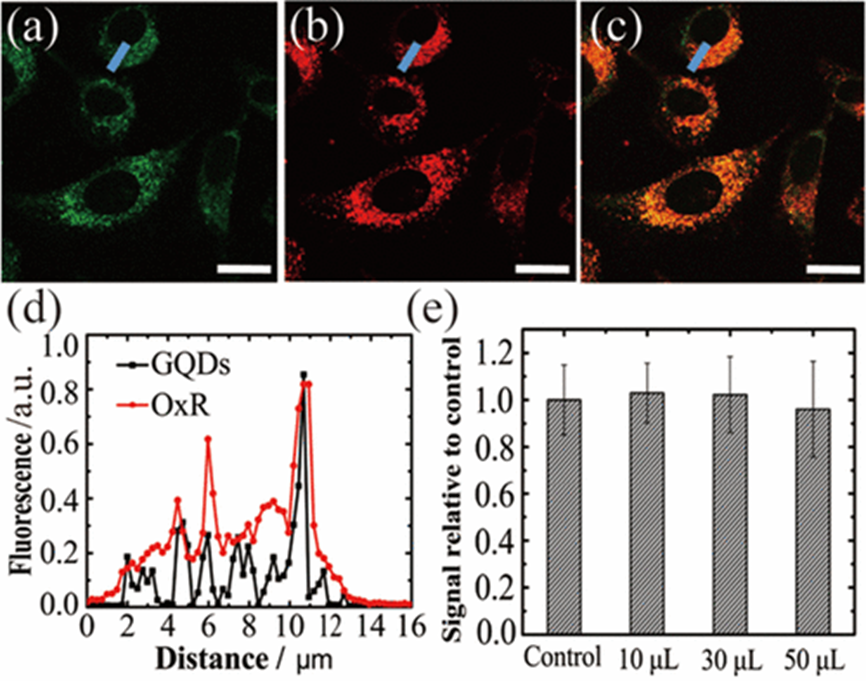 (a)
(b)
(c)
(d)
1.0
0.8
0.6
0.4
0.2
0.0
Fluorescence /a.u.
GQDs
OxR
0 2 4 6 8 10 12 14 16
Distance / μm
(e)
1.2
1.0
0.8
0.6
0.4
0.2
0.0
Signal relative to control
Control 10 μL 30 μL 50 μL